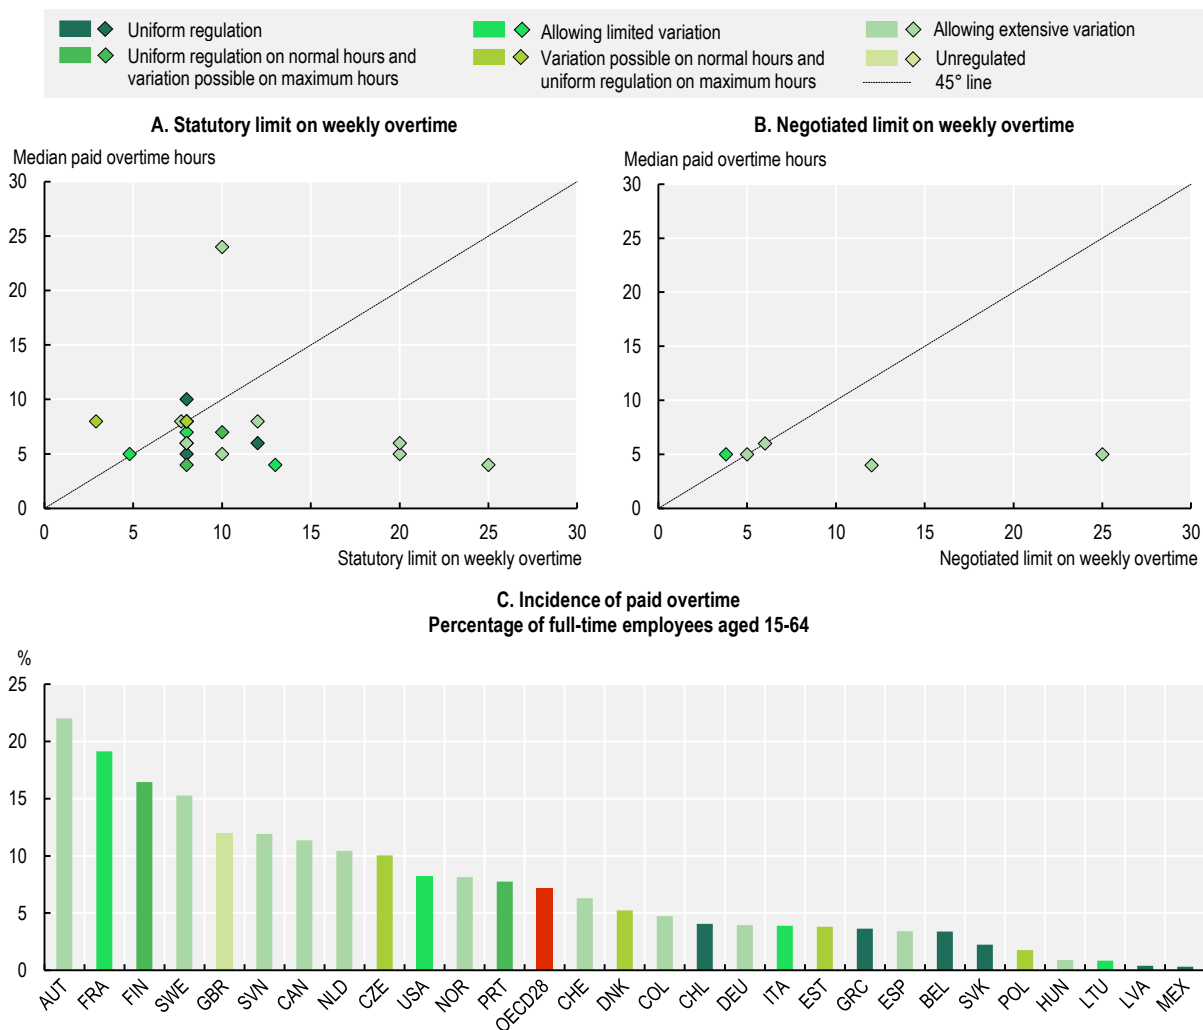 Uniform regulation
Uniform regulation on normal hours and
variation possible on maximum hours
Allowing limited variation
Variation possible on normal hours and
uniform regulation on maximum hours
Allowing extensive variation
Unregulated
45° line
A. Statutory limit on weekly overtime
Median paid overtime hours
30
25
20
15
10
5
0
0 5 10 15 20 25 30
Statutory limit on weekly overtime
B. Negotiated limit on weekly overtime
Median paid overtime hours
30
25
20
15
10
5
0
0 5 10 15 20 25 30
Negotiated limit on weekly overtime
C. Incidence of paid overtime
Percentage of full-time employees aged 15-64
%
25
20
15
10
5
0
AUT FRA FIN SWE GBR SVN CAN NLD CZE USA NOR PRT OECD28 CHE DNK COL CHL DEU ITA EST GRC ESP BEL SVK POL HUN LTU LVA MEX